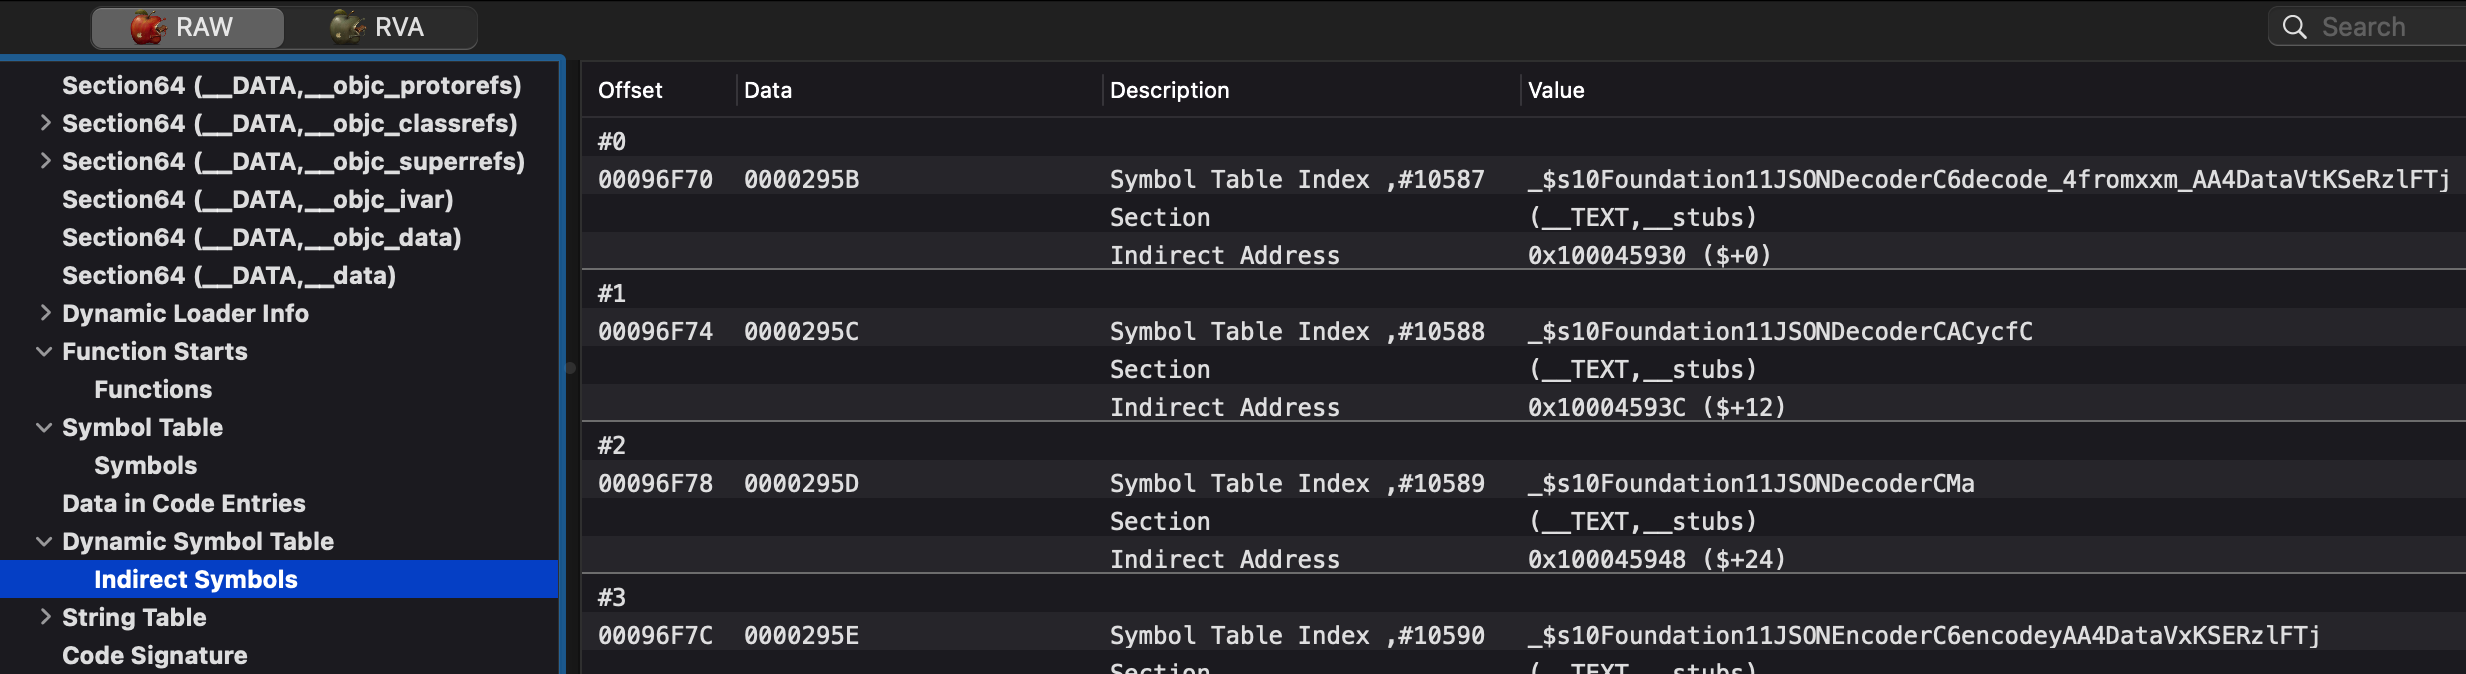 RAW RVA Search
Section64 (__DATA,__objc_protorefs)
Section64 (__DATA,__objc_classrefs)
Section64 (__DATA,__objc_superrefs)
Section64 (__DATA,__objc_ivar)
Section64 (__DATA,__objc_data)
Section64 (__DATA,__data)
Dynamic Loader Info
Function Starts
Functions
Symbol Table
Symbols
Data in Code Entries
Dynamic Symbol Table
Indirect Symbols
String Table
Code Signature
Offset Data Description Value
#0
00096F70 0000295B Symbol Table Index ,#10587 _$s10Foundation11JSONDecoderC6decode_4fromxxm_AA4DataVtKSeRzlFTj
Section (__TEXT,__stubs)
Indirect Address 0x100045930 ($+0)
#1
00096F74 0000295C Symbol Table Index ,#10588 _$s10Foundation11JSONDecoderCACycfC
Section (__TEXT,__stubs)
Indirect Address 0x10004593C ($+12)
#2
00096F78 0000295D Symbol Table Index ,#10589 _$s10Foundation11JSONDecoderCMa
Section (__TEXT,__stubs)
Indirect Address 0x100045948 ($+24)
#3
00096F7C 0000295E Symbol Table Index ,#10590 _$s10Foundation11JSONEncoderC6encodeyAA4DataVxKSERzlFTj
Section (__TEXT,__stubs)